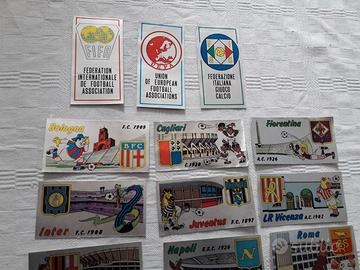 FIFA
FEDERATION
INTERNATIONALE
DE FOOTBALL
ASSOCIATION
UNION
OF EUROPEAN
FOOTBALL
ASSOCIATIONS
FEDERAZIONE
ITALIANA
GIUOCO
CALCIO
Bologna
F.C. 1909
BFC
Cagliari
C. 1920
Fiorentina
A.C. 1926
Inter
F.C. 1908
Juventus
F.C. 1897
LR Vicenza
A.C. 1902
Napoli
S.S.C. 1926
N
Roma